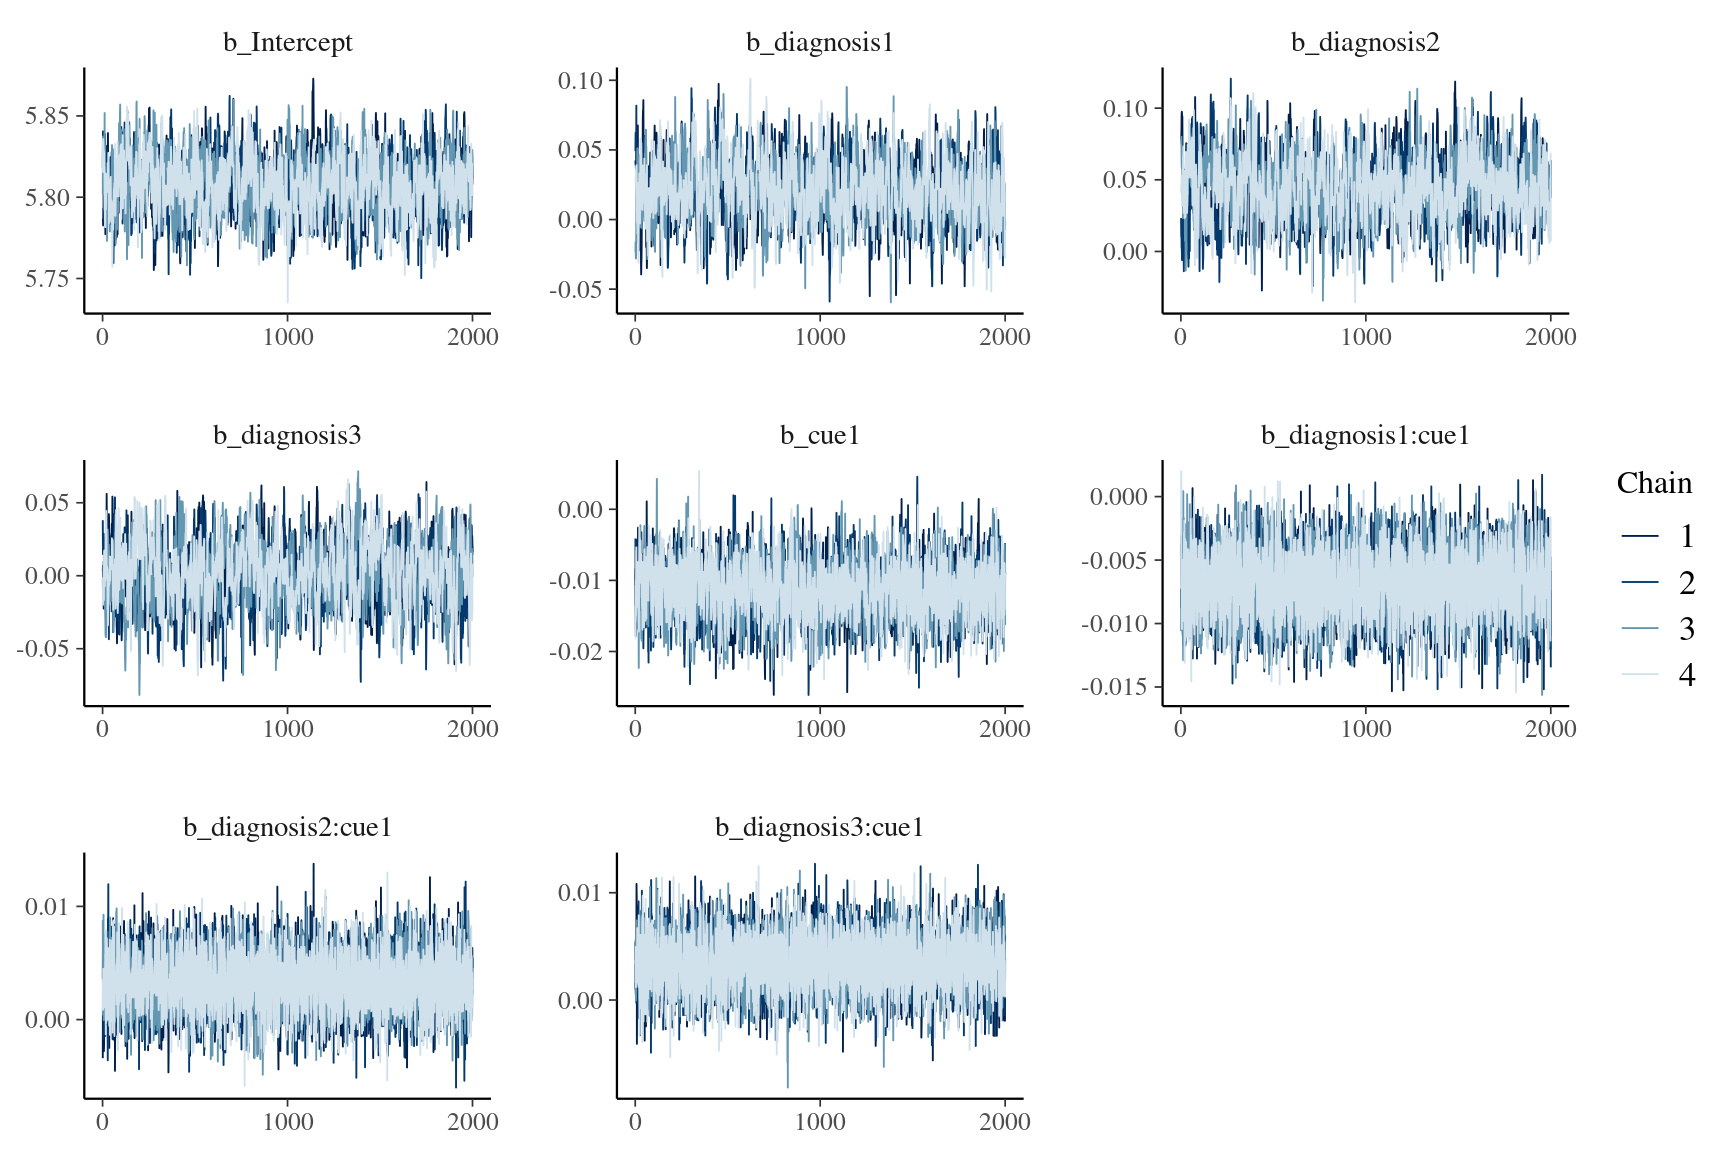 b_Intercept
5.85
5.80
5.75
0 1000 2000
b_diagnosis1
0.10
0.05
0.00
-0.05
0 1000 2000
b_diagnosis2
0.10
0.05
0.00
0 1000 2000
b_diagnosis3
0.05
0.00
-0.05
0 1000 2000
b_cue1
0.00
-0.01
-0.02
0 1000 2000
b_diagnosis1:cue1
0.000
-0.005
-0.010
-0.015
0 1000 2000
Chain
1
2
3
4
b_diagnosis2:cue1
0.01
0.00
0 1000 2000
b_diagnosis3:cue1
0.01
0.00
0 1000 2000